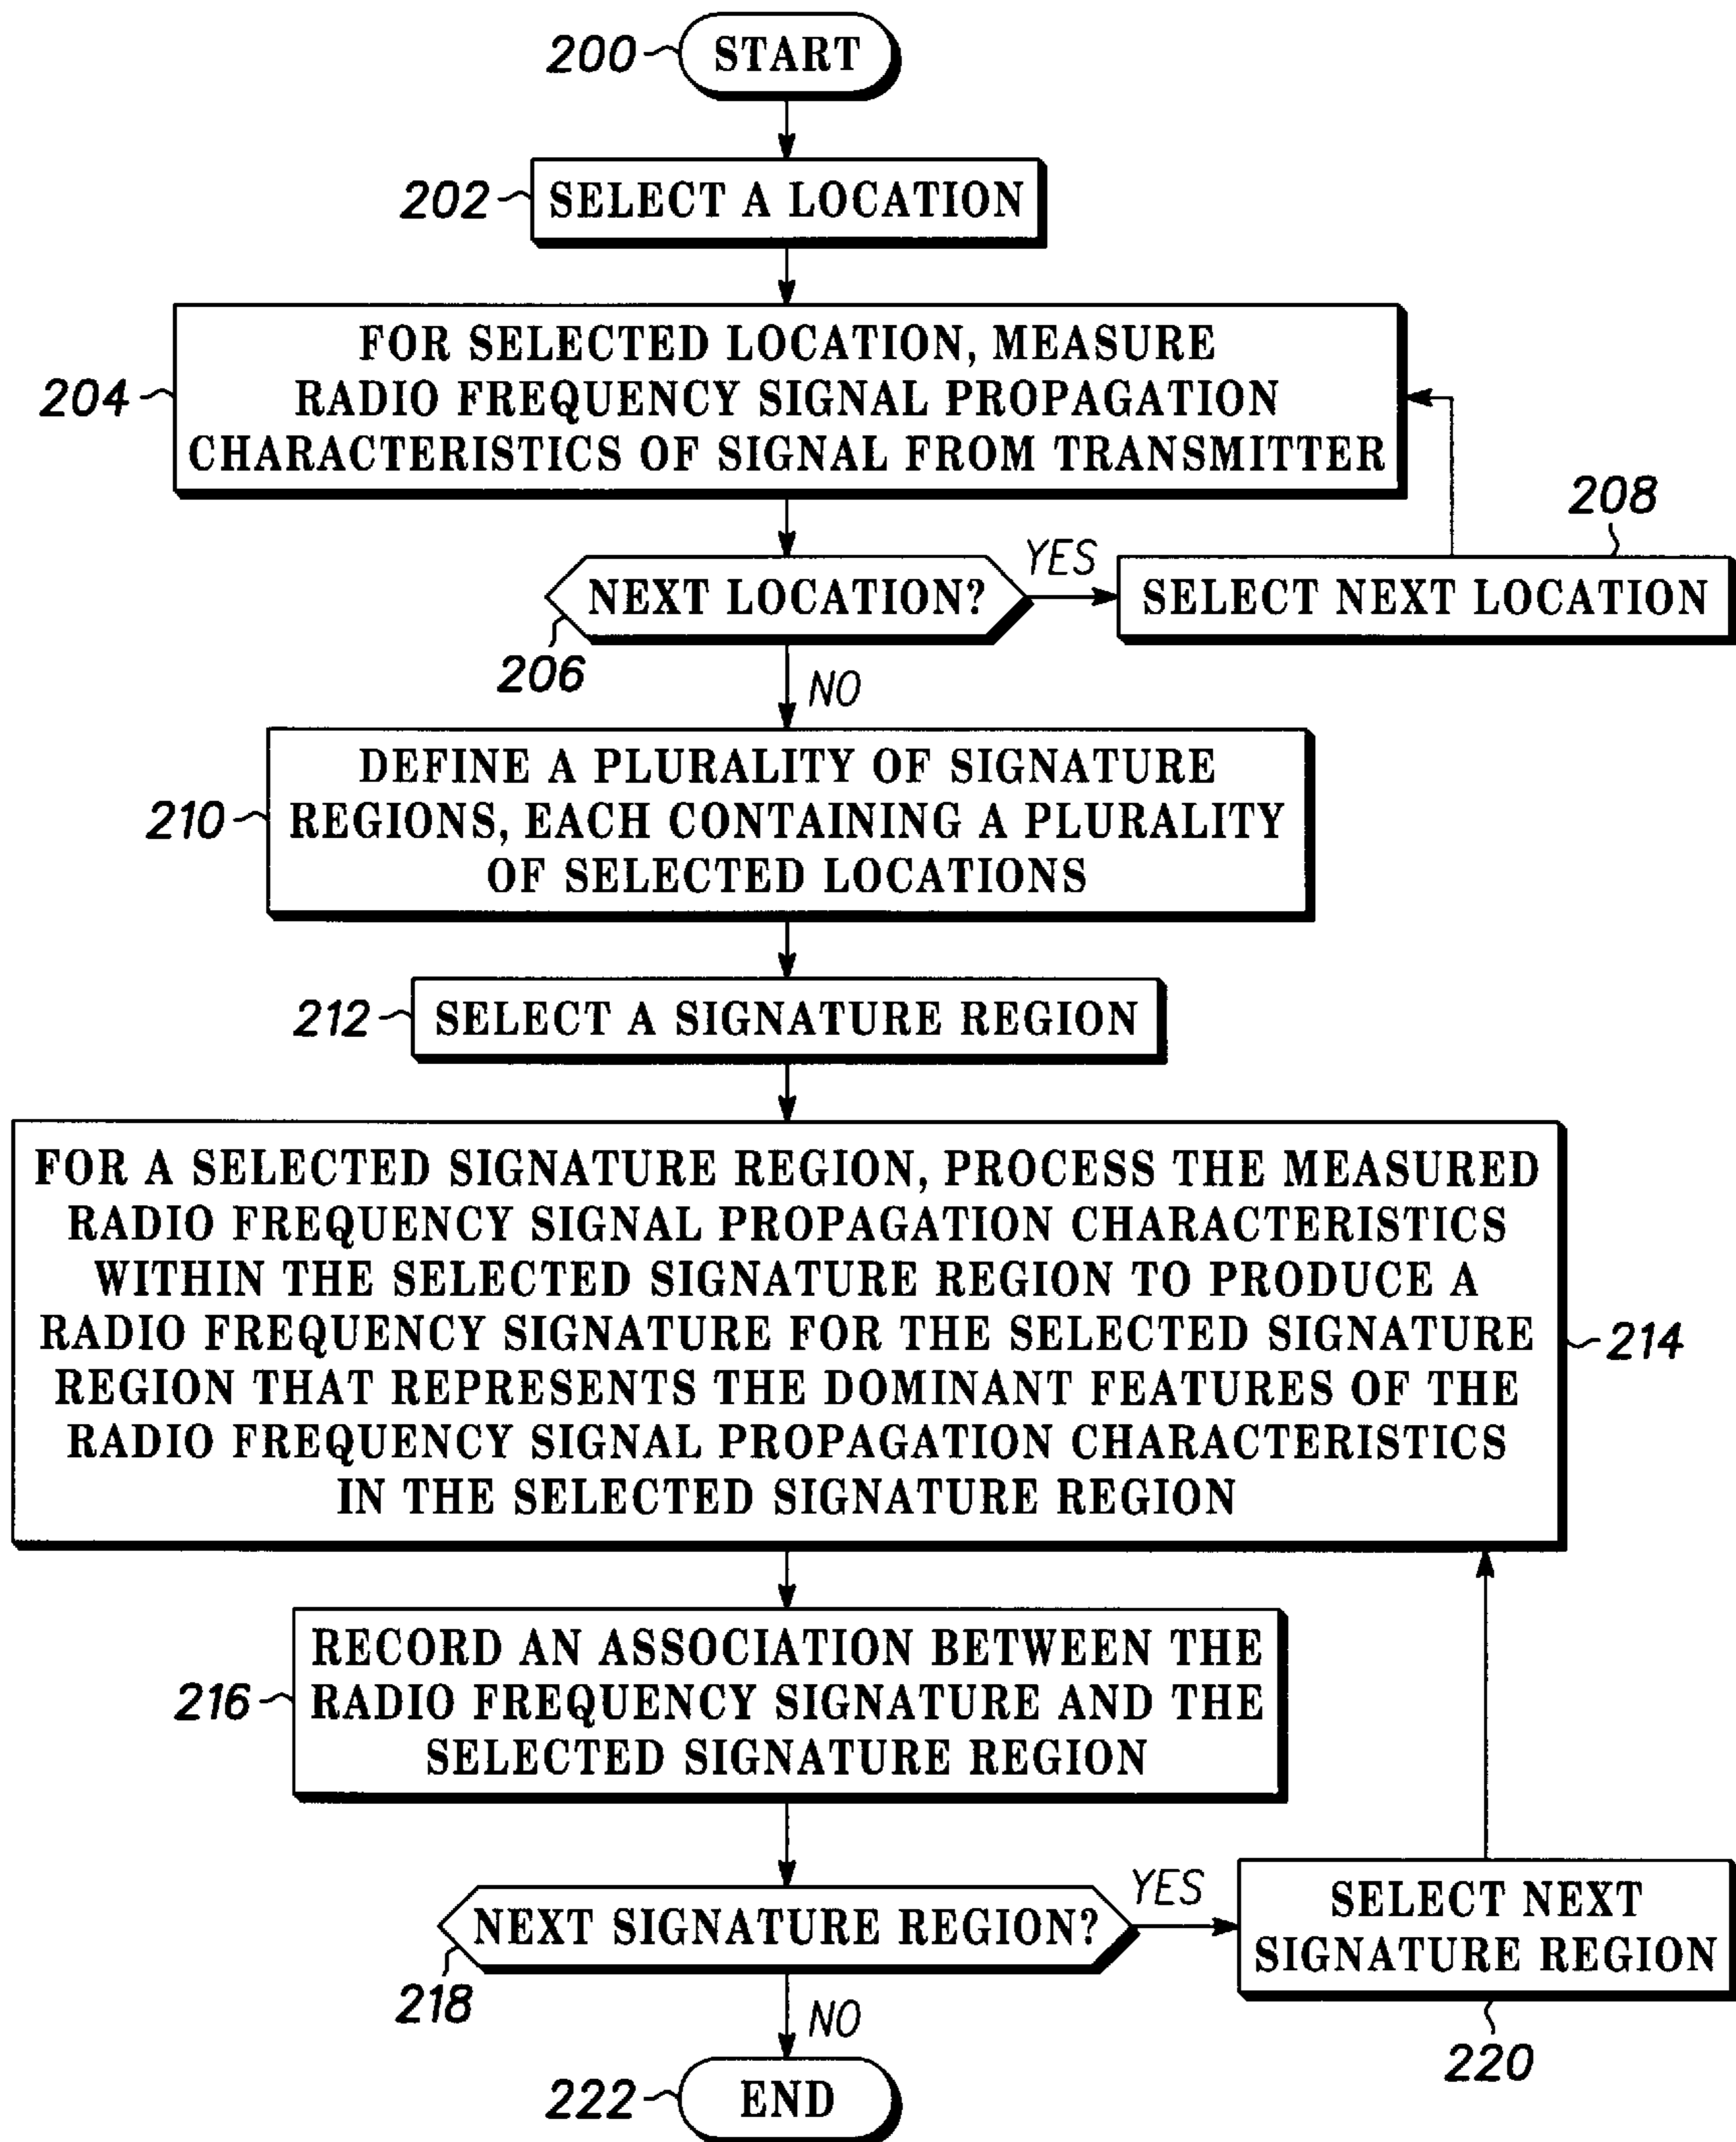 200
START
202
SELECT A LOCATION
204
FOR SELECTED LOCATION, MEASURE
RADIO FREQUENCY SIGNAL PROPAGATION
CHARACTERISTICS OF SIGNAL FROM TRANSMITTER
206
NEXT LOCATION?
YES
208
SELECT NEXT LOCATION
NO
210
DEFINE A PLURALITY OF SIGNATURE
REGIONS, EACH CONTAINING A PLURALITY
OF SELECTED LOCATIONS
212
SELECT A SIGNATURE REGION
FOR A SELECTED SIGNATURE REGION, PROCESS THE MEASURED
RADIO FREQUENCY SIGNAL PROPAGATION CHARACTERISTICS
WITHIN THE SELECTED SIGNATURE REGION TO PRODUCE A
RADIO FREQUENCY SIGNATURE FOR THE SELECTED SIGNATURE
REGION THAT REPRESENTS THE DOMINANT FEATURES OF THE
RADIO FREQUENCY SIGNAL PROPAGATION CHARACTERISTICS
IN THE SELECTED SIGNATURE REGION
214
216
RECORD AN ASSOCIATION BETWEEN THE
RADIO FREQUENCY SIGNATURE AND THE
SELECTED SIGNATURE REGION
NEXT SIGNATURE REGION?
218
YES
SELECT NEXT
SIGNATURE REGION
220
NO
222
END